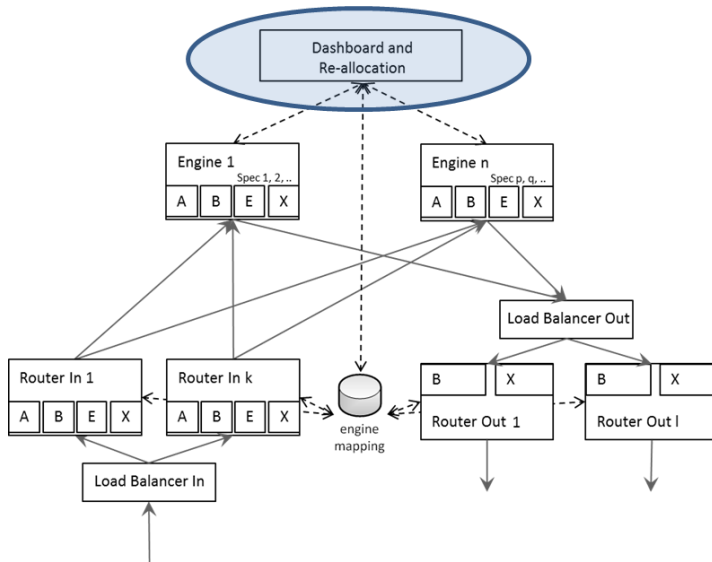 Dashboard and
Re-allocation
Engine 1
Spec 1, 2, ..
A B E X
Engine n
Spec p, q, ..
A B E X
Load Balancer Out
Router In 1
A B E X
Router In k
A B E X
engine
mapping
B X
Router Out 1
B X
Router Out l
Load Balancer In